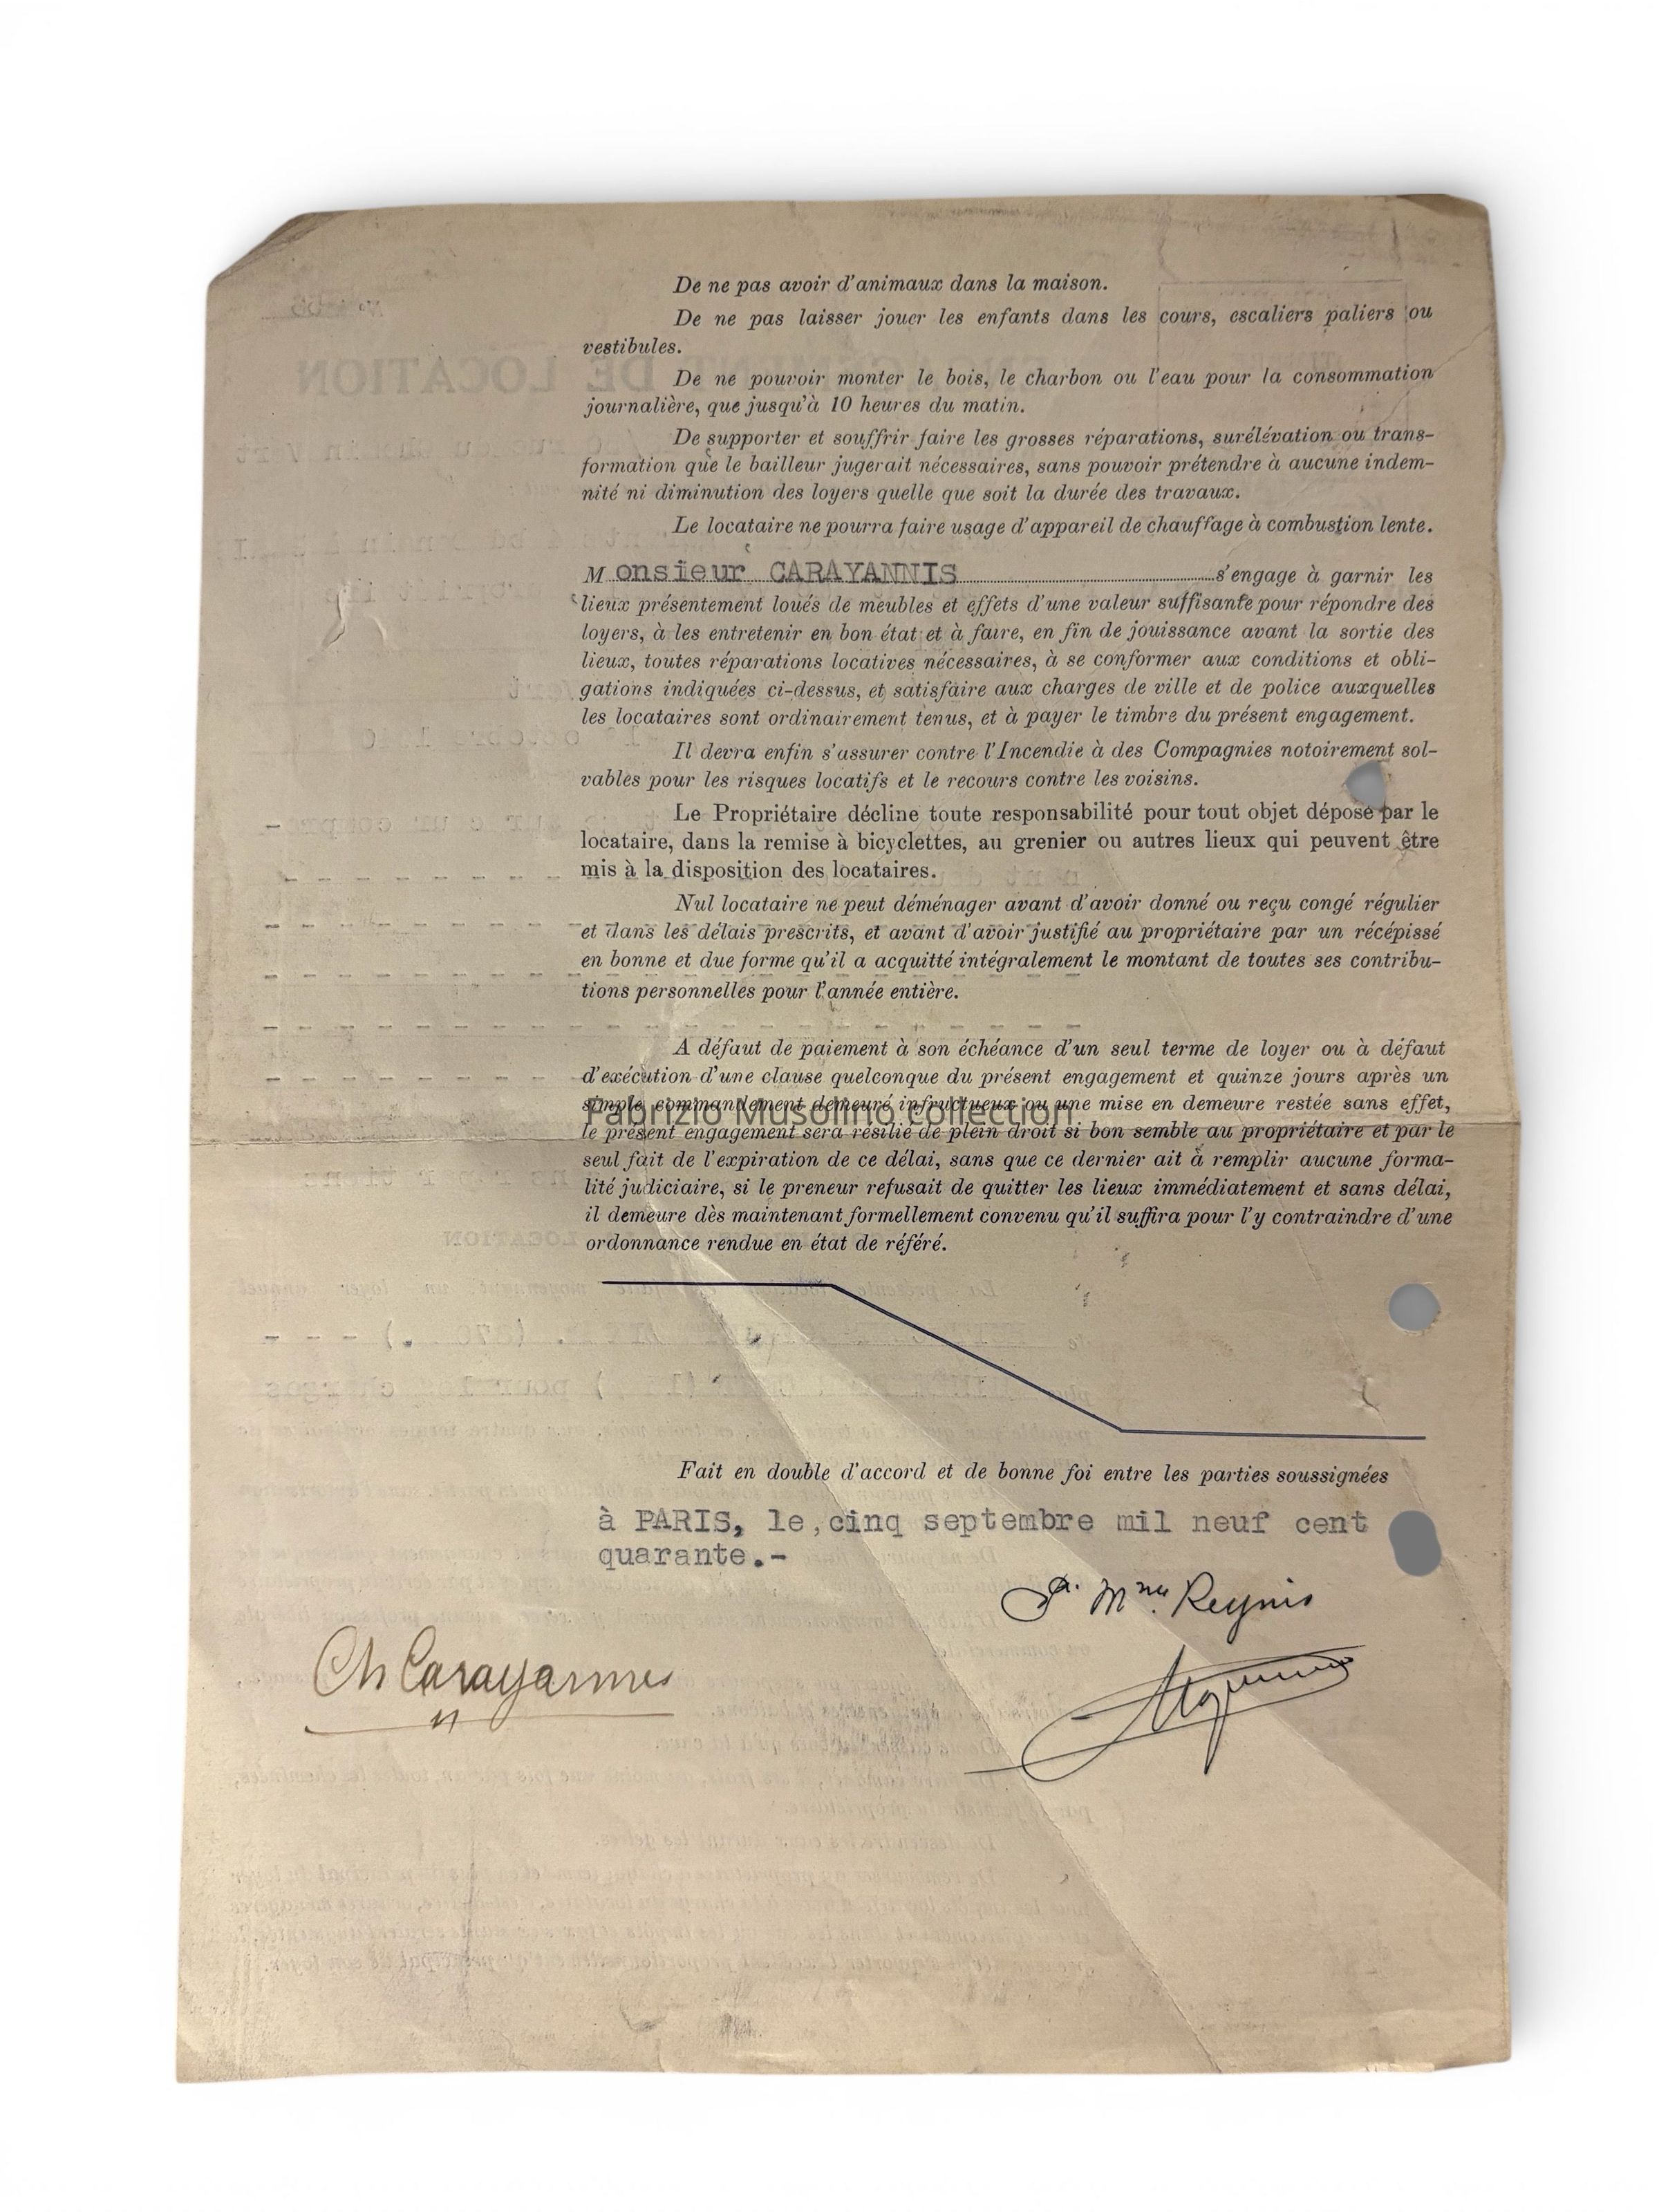 De ne pas avoir d'animaux dans la maison.
De ne pas laisser jouer les enfants dans les cours, escaliers paliers ou
vestibules.
De ne pouvoir monter le bois, le charbon ou l'eau pour la consommation
journalière, que jusqu'à 10 heures du matin.
De supporter et souffrir faire les grosses réparations, surélévation ou trans-
formation que le bailleur jugerait nécessaires, sans pouvoir prétendre à aucune indem-
nité ni diminution des loyers quelle que soit la durée des travaux.
Le locataire ne pourra faire usage d'appareil de chauffage à combustion lente.
Monsieur CARAYANNIS s'engage à garnir les
lieux présentement loués de meubles et effets d'une valeur suffisante pour répondre des
loyers, à les entretenir en bon état et à faire, en fin de jouissance avant la sortie des
lieux, toutes réparations locatives nécessaires, à se conformer aux conditions et obli-
gations indiquées ci-dessus, et satisfaire aux charges de ville et de police auxquelles
les locataires sont ordinairement tenus, et à payer le timbre du présent engagement.
Il devra enfin s'assurer contre l'Incendie à des Compagnies notoirement sol-
vables pour les risques locatifs et le recours contre les voisins.
Le Propriétaire décline toute responsabilité pour tout objet déposé par le
locataire, dans la remise à bicyclettes, au grenier ou autres lieux qui peuvent être
mis à la disposition des locataires.
Nul locataire ne peut déménager avant d'avoir donné ou reçu congé régulier
et dans les délais prescrits, et avant d'avoir justifié au propriétaire par un récépissé
en bonne et due forme qu'il a acquitté intégralement le montant de toutes ses contribu-
tions personnelles pour l'année entière.
A défaut de paiement à son échéance d'un seul terme de loyer ou à défaut
d'exécution d'une clause quelconque du présent engagement et quinze jours après un
simple commandement demeuré infructueux ou une mise en demeure restée sans effet,
Fabrizio Musolino collection
le présent engagement sera résilié de plein droit si bon semble au propriétaire et par le
seul fait de l'expiration de ce délai, sans que ce dernier ait à remplir aucune forma-
lité judiciaire, si le preneur refusait de quitter les lieux immédiatement et sans délai,
il demeure dès maintenant formellement convenu qu'il suffira pour l'y contraindre d'une
ordonnance rendue en état de référé.
Fait en double d'accord et de bonne foi entre les parties soussignées
à PARIS, le, cinq septembre mil neuf cent
quarante.-
Mme Reynis
Ch Carayannis